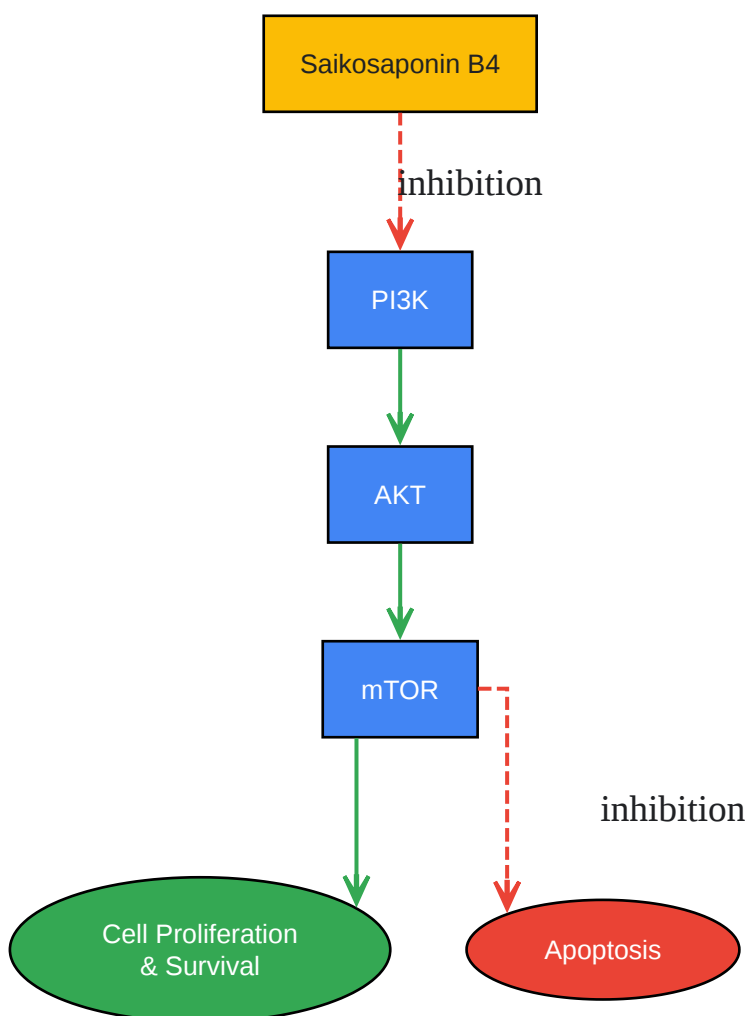 Saikosaponin B4
inhibition
PI3K
AKT
mTOR
inhibition
Cell Proliferation
& Survival
Apoptosis